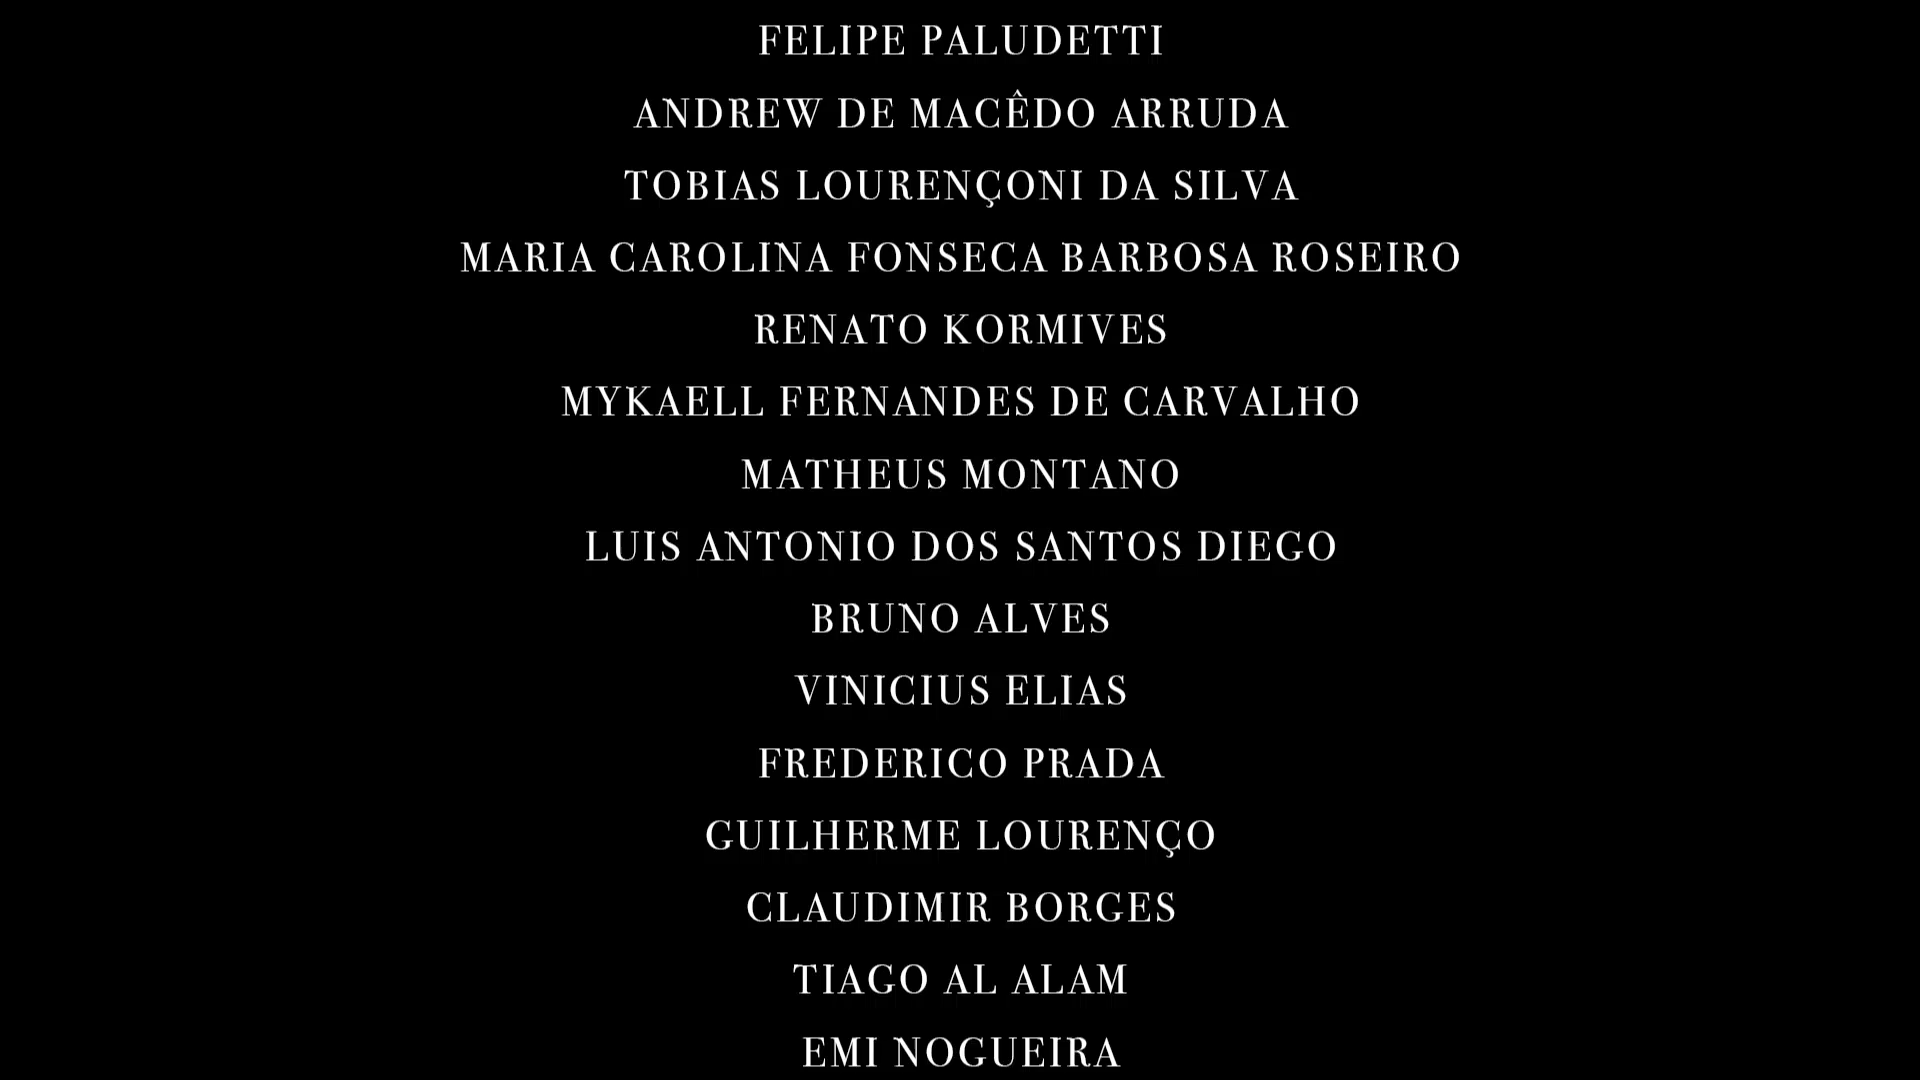 FELIPE PALUDETTI
ANDREW DE MACÊDO ARRUDA
TOBIAS LOURENÇONI DA SILVA
MARIA CAROLINA FONSECA BARBOSA ROSEIRO
RENATO KORMIVES
MYKAELL FERNANDES DE CARVALHO
MATHEUS MONTANO
LUIS ANTONIO DOS SANTOS DIEGO
BRUNO ALVES
VINICIUS ELIAS
FREDERICO PRADA
GUILHERME LOURENÇO
CLAUDIMIR BORGES
TIAGO AL ALAM
EMI NOGUEIRA